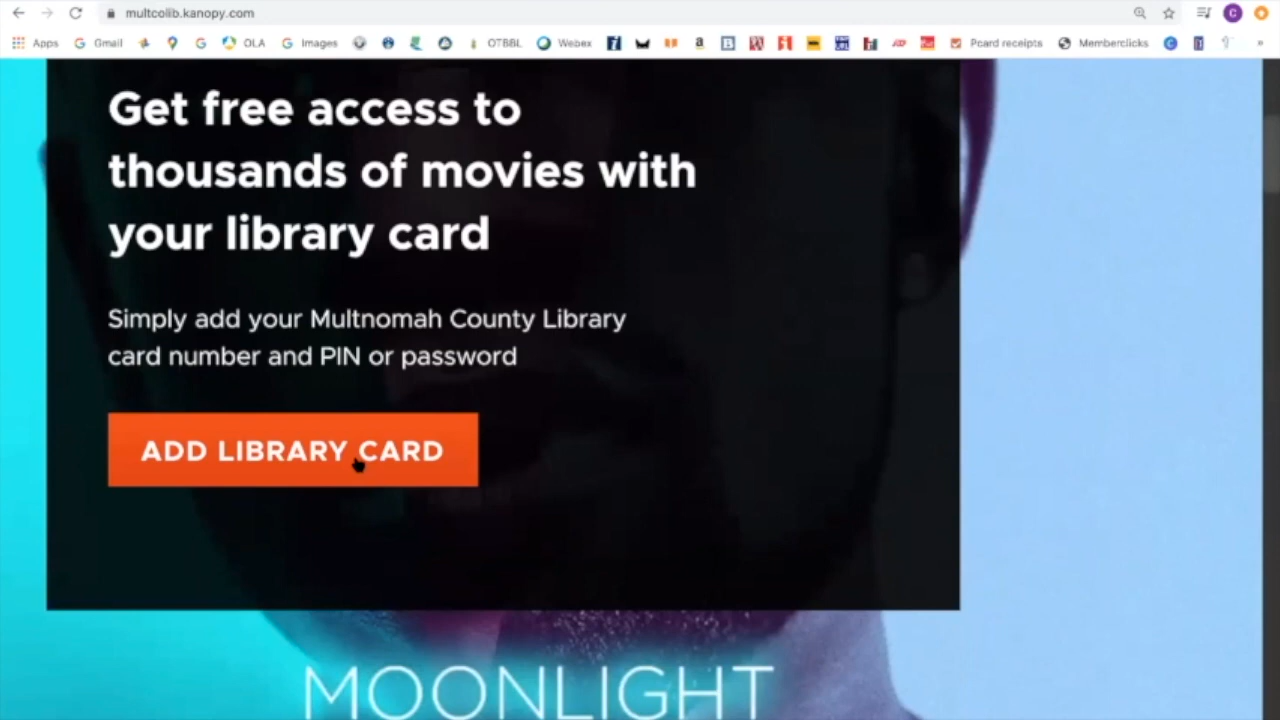 multcolib.kanopy.com
C
Apps Gmail OLA Images OTBBL Webex Pcard receipts Memberclicks »
Get free access to
thousands of movies with
your library card
Simply add your Multnomah County Library
card number and PIN or password
ADD LIBRARY CARD
MOONLIGHT